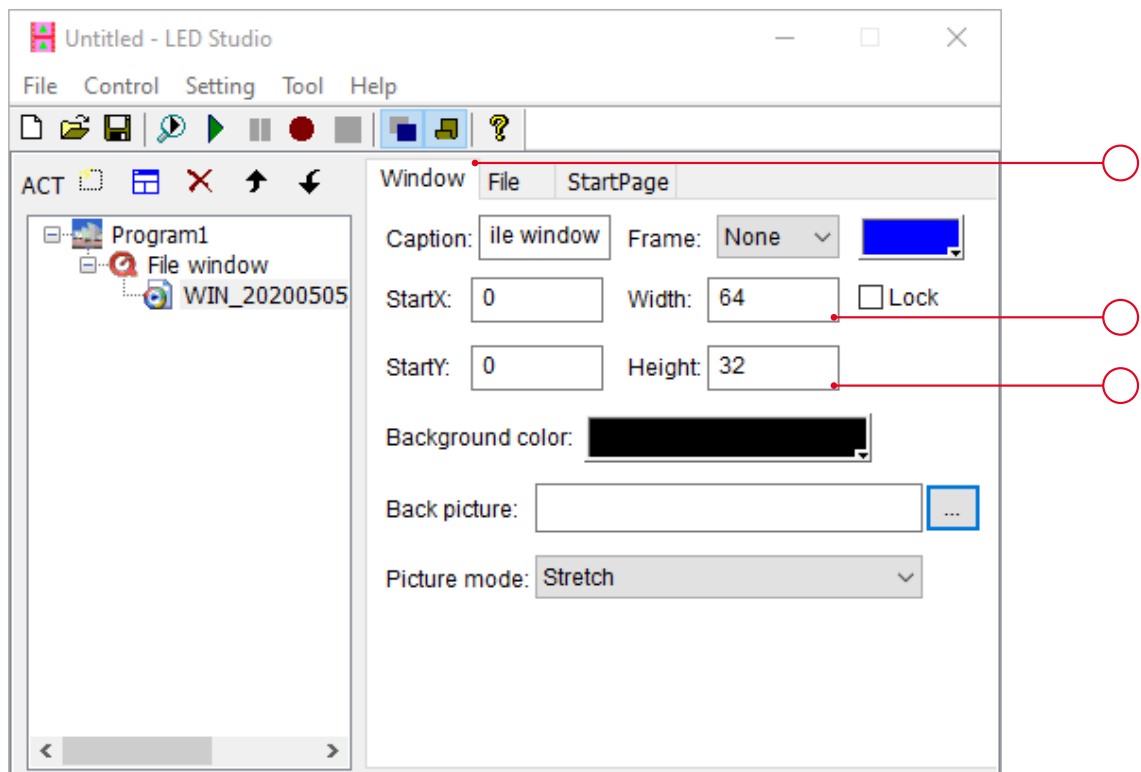 Untitled - LED Studio
File Control Setting Tool Help
ACT
Window File StartPage
Program1
File window
WIN_20200505
Caption: ile window Frame: None
StartX: 0 Width: 64 Lock
StartY: 0 Height: 32
Background color:
Back picture: ...
Picture mode: Stretch